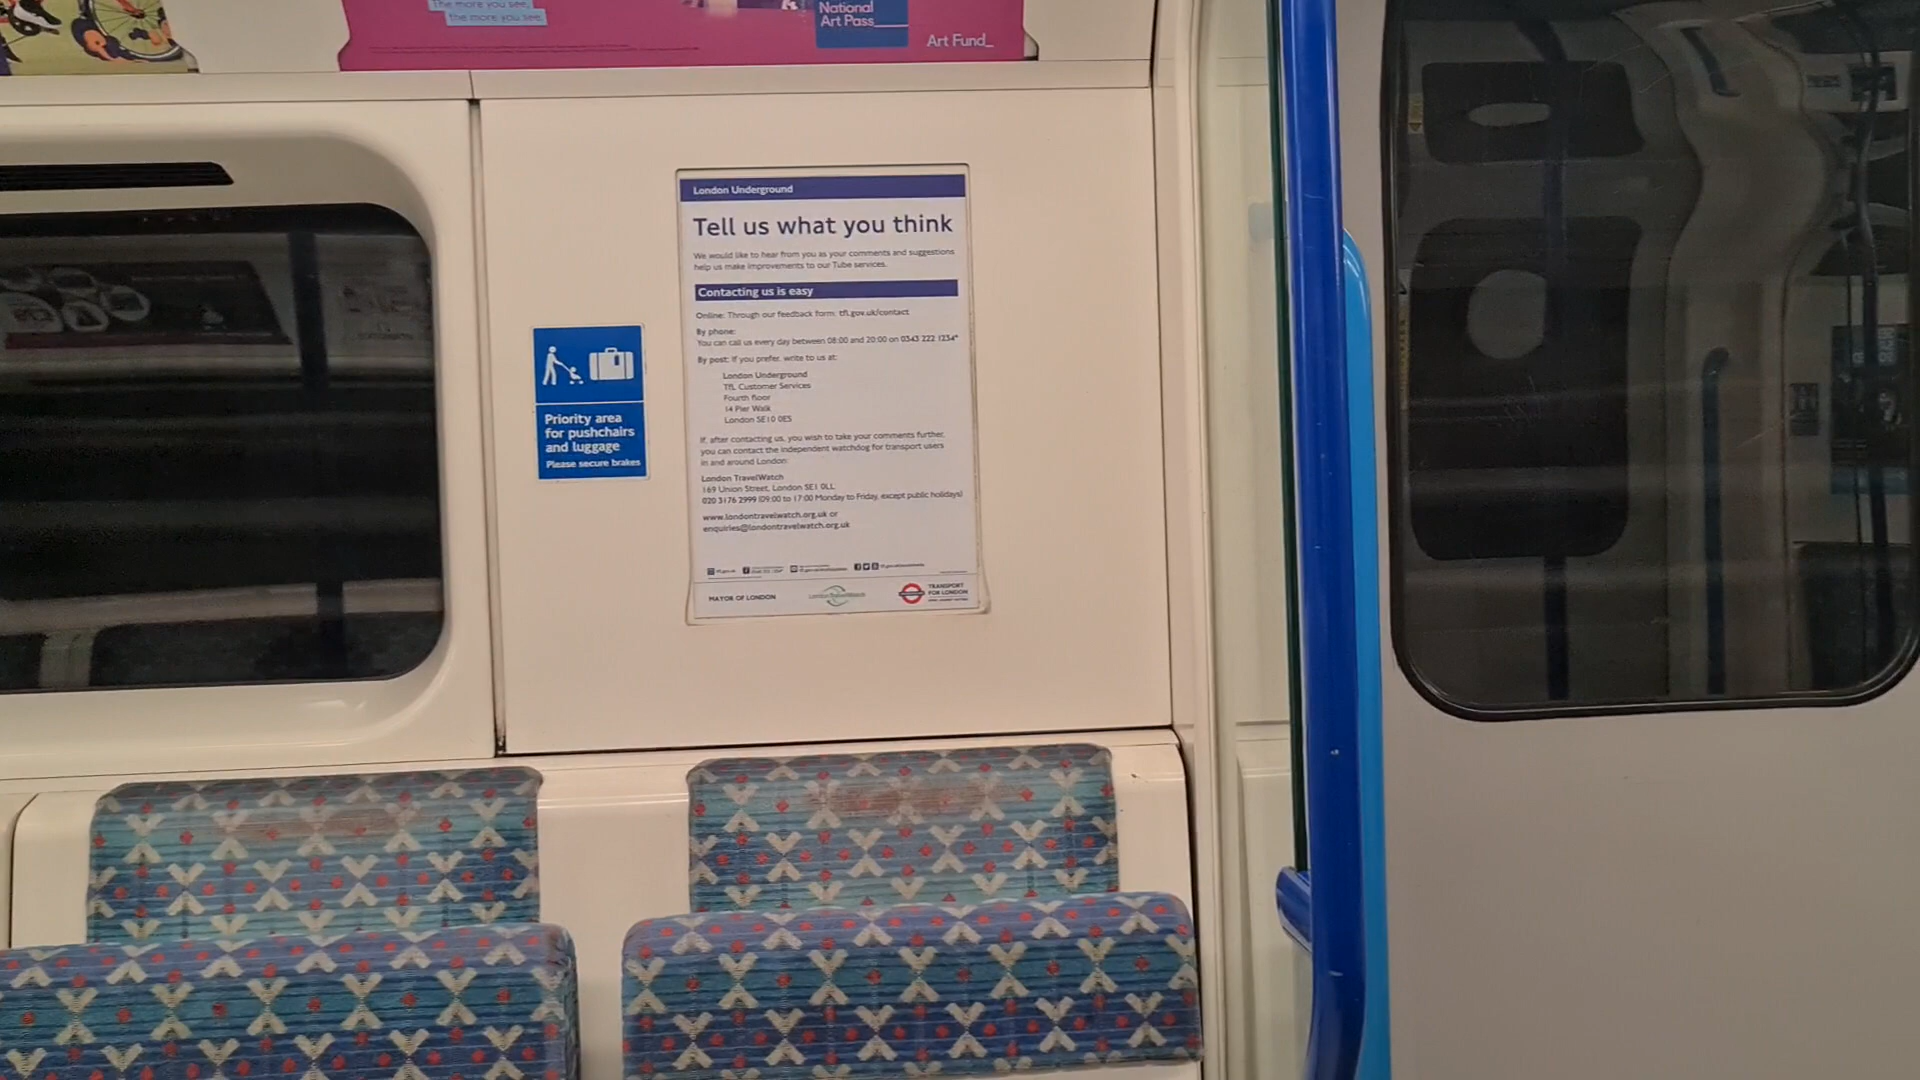 The more you see,
the more you see.
National
Art Pass
Art Fund_
London Underground
Tell us what you think
We would like to hear from you as your comments and suggestions
help us make improvements to our Tube services.
Contacting us is easy
Online: Through our feedback form: tfl.gov.uk/contact
By phone:
You can call us every day between 08:00 and 20:00 on 0343 222 1234*
By post: If you prefer, write to us at:
London Underground
TfL Customer Services
Fourth floor
14 Pier Walk
London SE10 0ES
If, after contacting us, you wish to take your comments further,
you can contact the independent watchdog for transport users
in and around London:
London TravelWatch
169 Union Street, London SE1 0LL
020 3176 2999 (09:00 to 17:00 Monday to Friday, except public holidays)
www.londontravelwatch.org.uk or
enquiries@londontravelwatch.org.uk
MAYOR OF LONDON
London TravelWatch
TRANSPORT
FOR LONDON
Priority area
for pushchairs
and luggage
Please secure brakes